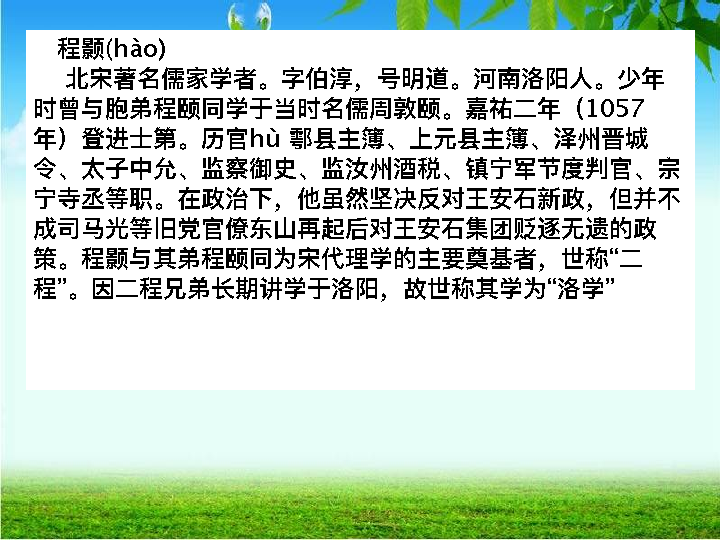 程颢(hào)
北宋著名儒家学者。字伯淳，号明道。河南洛阳人。少年
时曾与胞弟程颐同学于当时名儒周敦颐。嘉祐二年（1057
年）登进士第。历官hù 鄠县主簿、上元县主簿、泽州晋城
令、太子中允、监察御史、监汝州酒税、镇宁军节度判官、宗
宁寺丞等职。在政治下，他虽然坚决反对王安石新政，但并不
成司马光等旧党官僚东山再起后对王安石集团贬逐无遗的政
策。程颢与其弟程颐同为宋代理学的主要奠基者，世称“二
程”。因二程兄弟长期讲学于洛阳，故世称其学为“洛学”